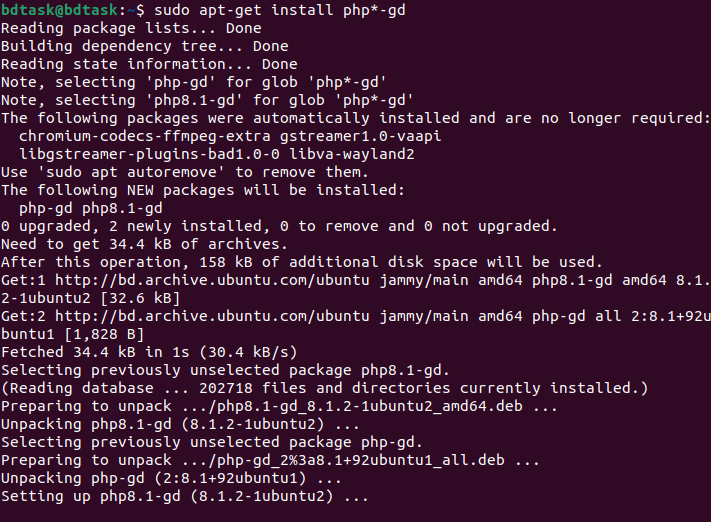 bdtask@bdtask:~$ sudo apt-get install php*-gd
Reading package lists... Done
Building dependency tree... Done
Reading state information... Done
Note, selecting 'php-gd' for glob 'php*-gd'
Note, selecting 'php8.1-gd' for glob 'php*-gd'
The following packages were automatically installed and are no longer required:
  chromium-codecs-ffmpeg-extra gstreamer1.0-vaapi
  libgstreamer-plugins-bad1.0-0 libva-wayland2
Use 'sudo apt autoremove' to remove them.
The following NEW packages will be installed:
  php-gd php8.1-gd
0 upgraded, 2 newly installed, 0 to remove and 0 not upgraded.
Need to get 34.4 kB of archives.
After this operation, 158 kB of additional disk space will be used.
Get:1 http://bd.archive.ubuntu.com/ubuntu jammy/main amd64 php8.1-gd amd64 8.1.
2-1ubuntu2 [32.6 kB]
Get:2 http://bd.archive.ubuntu.com/ubuntu jammy/main amd64 php-gd all 2:8.1+92u
buntu1 [1,828 B]
Fetched 34.4 kB in 1s (30.4 kB/s)
Selecting previously unselected package php8.1-gd.
(Reading database ... 202718 files and directories currently installed.)
Preparing to unpack .../php8.1-gd_8.1.2-1ubuntu2_amd64.deb ...
Unpacking php8.1-gd (8.1.2-1ubuntu2) ...
Selecting previously unselected package php-gd.
Preparing to unpack .../php-gd_2%3a8.1+92ubuntu1_all.deb ...
Unpacking php-gd (2:8.1+92ubuntu1) ...
Setting up php8.1-gd (8.1.2-1ubuntu2) ...